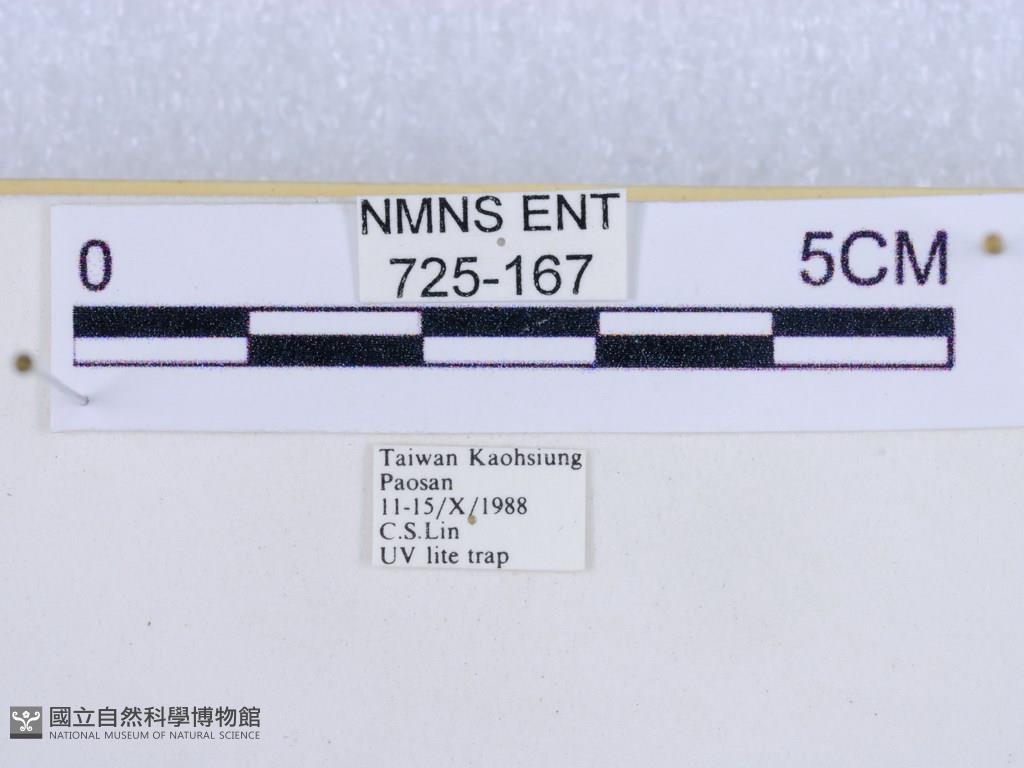 NMNS ENT
725-167
0
5CM
Taiwan Kaohsiung
Paosan
11-15/X/1988
C.S.Lin
UV lite trap
國立自然科學博物館
NATIONAL MUSEUM OF NATURAL SCIENCE